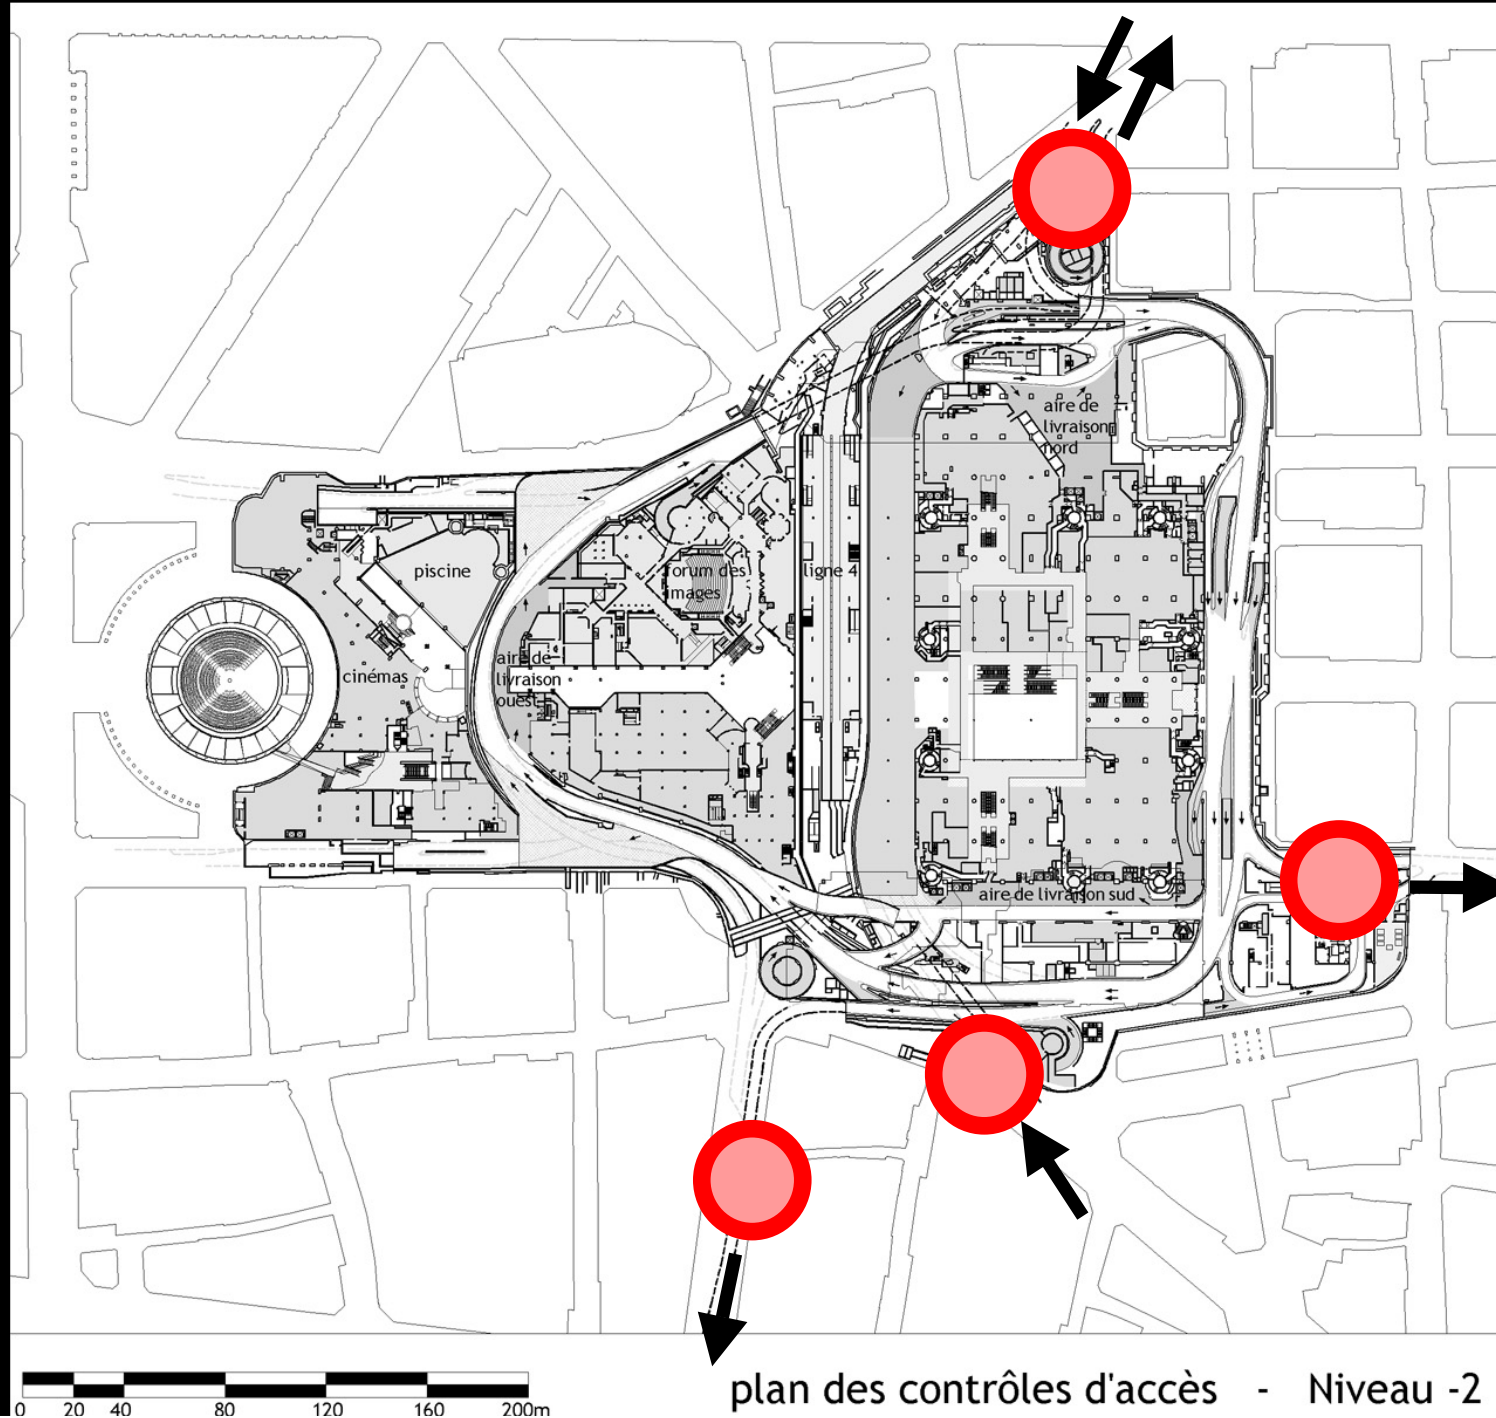 aire de
livraison
nord
piscine
forum des
images
ligne 4
aire de
livraison
ouest
cinémas
aire de livraison sud
0 20 40 80 120 160 200m
plan des contrôles d'accès - Niveau -2